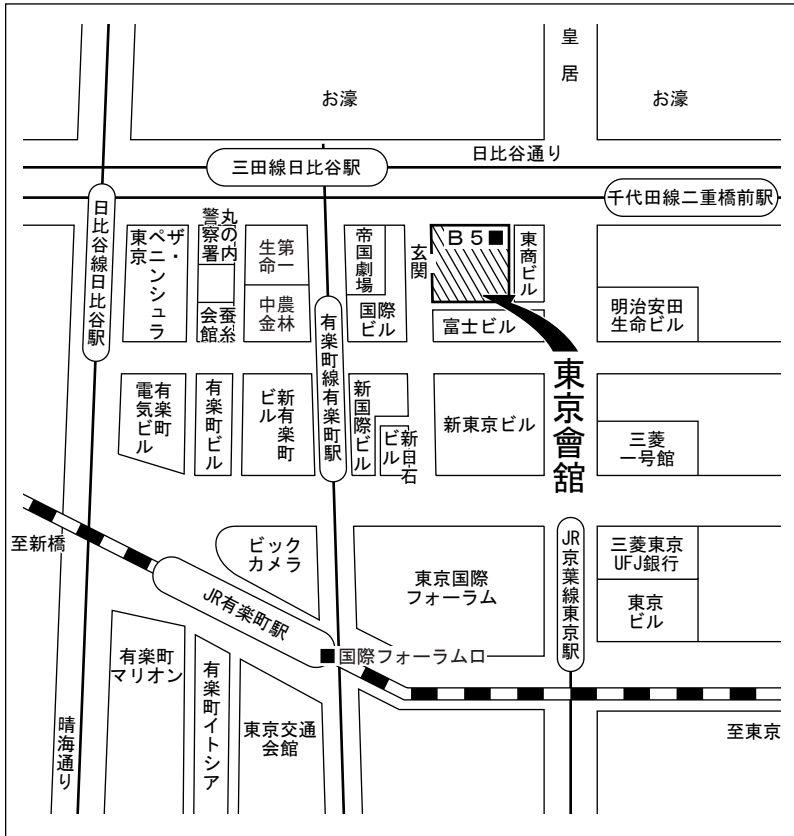 皇居
お濠
お濠
日比谷通り
三田線日比谷駅
千代田線二重橋前駅
日比谷線日比谷駅
ザ・
ペニンシュラ
東京
丸の内
警察署
蚕糸
会館
第一
生命
農林
中金
有楽町線有楽町駅
帝国劇場
国際
ビル
玄関
B5■
東商ビル
富士ビル
明治安田
生命ビル
東京會舘
有楽町
電気ビル
有楽町ビル
新有楽町
ビル
新国際ビル
新日石
ビル
新東京ビル
三菱
一号館
至新橋
ビック
カメラ
東京国際
フォーラム
JR京葉線東京駅
三菱東京
UFJ銀行
東京
ビル
JR有楽町駅
■国際フォーラム口
有楽町
マリオン
有楽町イトシア
東京交通
会館
晴海通り
至東京